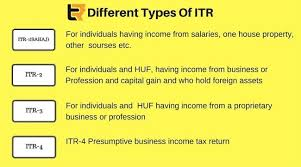 Different Types Of ITR
ITR-1(SAHAJ)
For individuals having income from salaries, one house property,
other sourses etc.
ITR-2
For individuals and HUF, having income from business or
Profession and capital gain and who hold foreign assets
ITR-3
For individuals and HUF having income from a proprietary
business or profession
ITR-4
ITR-4 Presumptive business income tax return